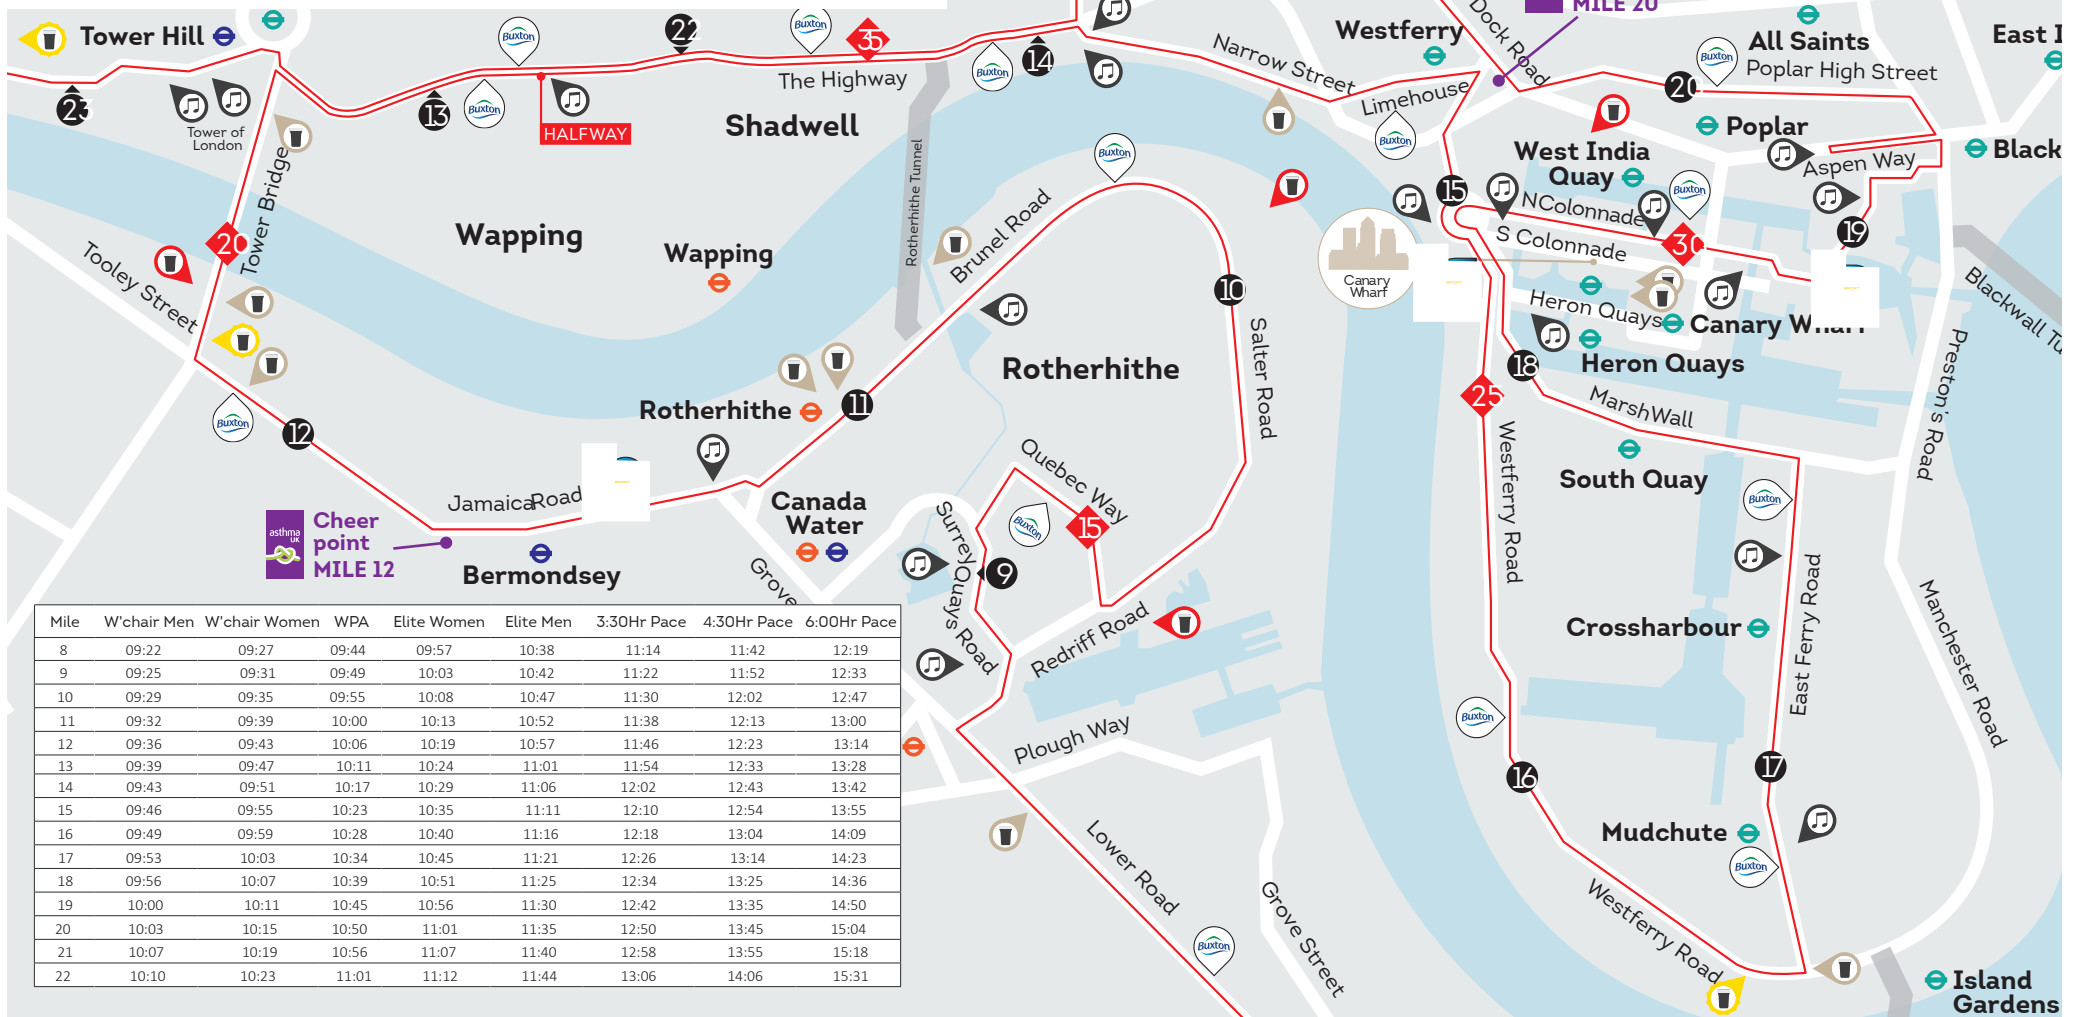 MILE 20
Tower Hill
22
35
Buxton
Buxton
14
Buxton
Buxton
13
23
HALFWAY
The Highway
Narrow Street
Westferry
Dock Road
Limehouse
Buxton
All Saints
Poplar High Street
Buxton
20
Poplar
East I
Black
Aspen Way
Tower of
London
Tower Bridge
20
Tooley Street
Shadwell
Wapping
Wapping
Rotherhithe Tunnel
Brunel Road
Buxton
10
Salter Road
Rotherhithe
Rotherhithe
11
West India
Quay
15
NColonnade
S Colonnade
Buxton
30
19
Canary
Wharf
Heron Quays
Canary Wharf
Heron Quays
18
25
Marsh Wall
South Quay
Westferry Road
Blackwall Tu
Preston's Road
Manchester Road
Buxton
12
Jamaica Road
asthma
UK
Cheer
point
MILE 12
Bermondsey
Canada
Water
Grove
Surrey Quays Road
9
Quebec Way
Buxton
15
Redriff Road
Plough Way
Lower Road
Buxton
Grove Street
Buxton
Crossharbour
East Ferry Road
Buxton
16
17
Mudchute
Buxton
Westferry Road
Island
Gardens
Mile W'chair Men W'chair Women WPA Elite Women Elite Men 3:30Hr Pace 4:30Hr Pace 6:00Hr Pace
8 09:22 09:27 09:44 09:57 10:38 11:14 11:42 12:19
9 09:25 09:31 09:49 10:03 10:42 11:22 11:52 12:33
10 09:29 09:35 09:55 10:08 10:47 11:30 12:02 12:47
11 09:32 09:39 10:00 10:13 10:52 11:38 12:13 13:00
12 09:36 09:43 10:06 10:19 10:57 11:46 12:23 13:14
13 09:39 09:47 10:11 10:24 11:01 11:54 12:33 13:28
14 09:43 09:51 10:17 10:29 11:06 12:02 12:43 13:42
15 09:46 09:55 10:23 10:35 11:11 12:10 12:54 13:55
16 09:49 09:59 10:28 10:40 11:16 12:18 13:04 14:09
17 09:53 10:03 10:34 10:45 11:21 12:26 13:14 14:23
18 09:56 10:07 10:39 10:51 11:25 12:34 13:25 14:36
19 10:00 10:11 10:45 10:56 11:30 12:42 13:35 14:50
20 10:03 10:15 10:50 11:01 11:35 12:50 13:45 15:04
21 10:07 10:19 10:56 11:07 11:40 12:58 13:55 15:18
22 10:10 10:23 11:01 11:12 11:44 13:06 14:06 15:31